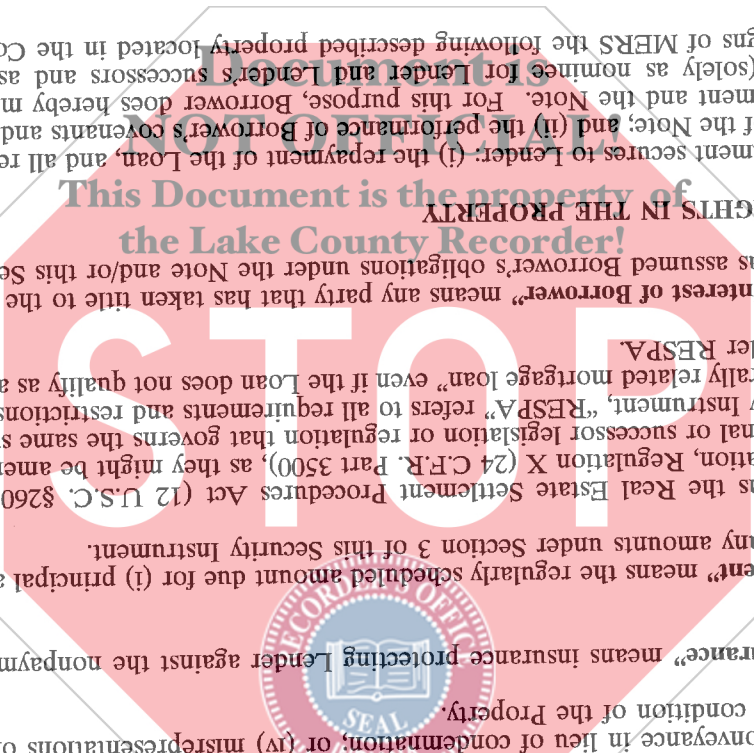 Document is
NOT OFFICIAL!
This Document is the property of
the Lake County Recorder!
STOP
RECORDER'S OFFIC
SEAL
nveyance in lieu of condemnation; or (iv) misrepresentations o
condition of the Property.
rance” means insurance protecting Lender against the nonpaym
ent” means the regularly scheduled amount due for (i) principal a
ny amounts under Section 3 of this Security Instrument.
s the Real Estate Settlement Procedures Act (12 U.S.C. §260
ation, Regulation X (24 C.F.R. Part 3500), as they might be amen
nal or successor legislation or regulation that governs the same su
y Instrument, “RESPA” refers to all requirements and restrictions
rally related mortgage loan” even if the Loan does not qualify as a
er RESPA.
nterest of Borrower” means any party that has taken title to the
as assumed Borrower's obligations under the Note and/or this Se
GHTS IN THE PROPERTY
ment secures to Lender: (i) the repayment of the Loan, and all re
f the Note; and (ii) the performance of Borrower's covenants and
ment and the Note. For this purpose, Borrower does hereby m
(solely as nominee for Lender and Lender's successors and as
gns of MERS the following described property located in the Co